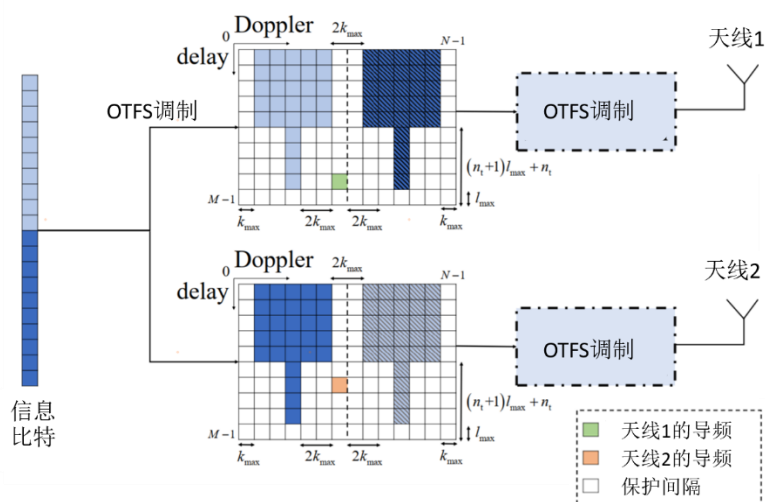 Doppler
0
2k_max
N−1
delay
天线1
OTFS调制
OTFS调制
(n_t+1)l_max+n_t
M−1
l_max
k_max
2k_max
2k_max
k_max
Doppler
0
2k_max
N−1
delay
天线2
OTFS调制
(n_t+1)l_max+n_t
信息
比特
M−1
l_max
k_max
2k_max
2k_max
k_max
天线1的导频
天线2的导频
保护间隔